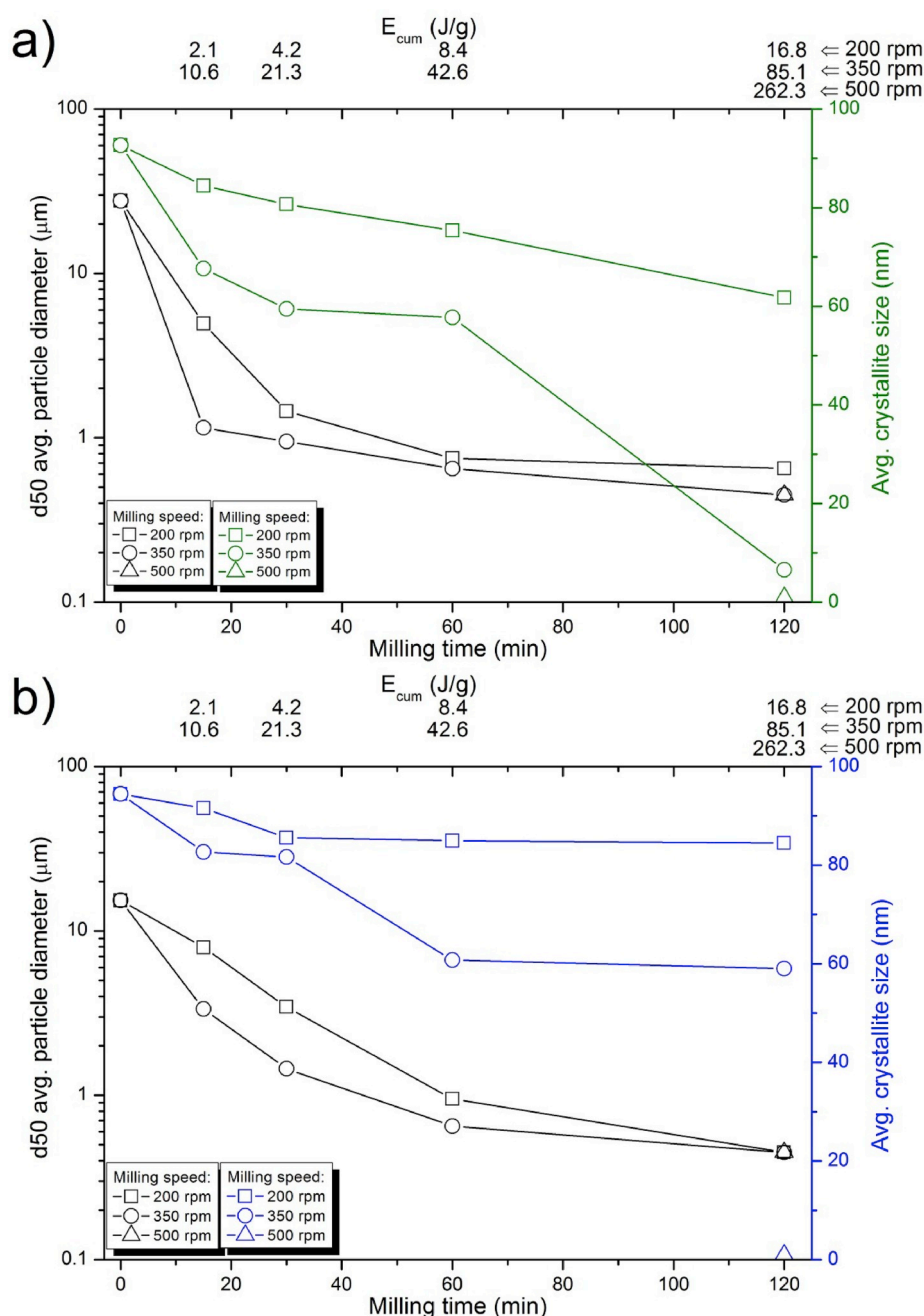 a)
E_cum (J/g)
2.1 4.2 8.4 16.8 ⇐ 200 rpm
10.6 21.3 42.6 85.1 ⇐ 350 rpm
262.3 ⇐ 500 rpm
100
10
1
0.1
d50 avg. particle diameter (μm)
100
80
60
40
20
0
Avg. crystallite size (nm)
Milling speed:
200 rpm
350 rpm
500 rpm
Milling speed:
200 rpm
350 rpm
500 rpm
0 20 40 60 80 100 120
Milling time (min)
b)
E_cum (J/g)
2.1 4.2 8.4 16.8 ⇐ 200 rpm
10.6 21.3 42.6 85.1 ⇐ 350 rpm
262.3 ⇐ 500 rpm
100
10
1
0.1
d50 avg. particle diameter (μm)
100
80
60
40
20
0
Avg. crystallite size (nm)
Milling speed:
200 rpm
350 rpm
500 rpm
Milling speed:
200 rpm
350 rpm
500 rpm
0 20 40 60 80 100 120
Milling time (min)